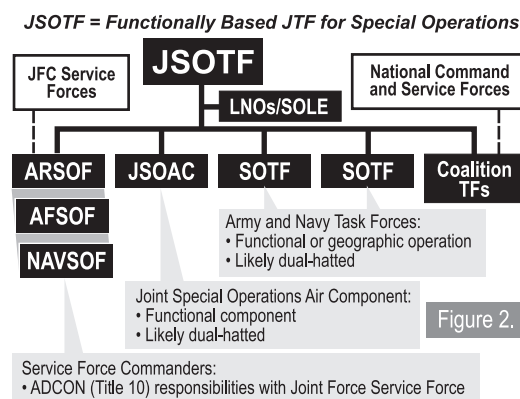 JSOTF = Functionally Based JTF for Special Operations
JFC Service
Forces
JSOTF
National Command
and Service Forces
LNOs/SOLE
ARSOF
JSOAC
SOTF
SOTF
Coalition
TFs
AFSOF
NAVSOF
Army and Navy Task Forces:
• Functional or geographic operation
• Likely dual-hatted
Joint Special Operations Air Component:
• Functional component
• Likely dual-hatted
Figure 2.
Service Force Commanders:
• ADCON (Title 10) responsibilities with Joint Force Service Force